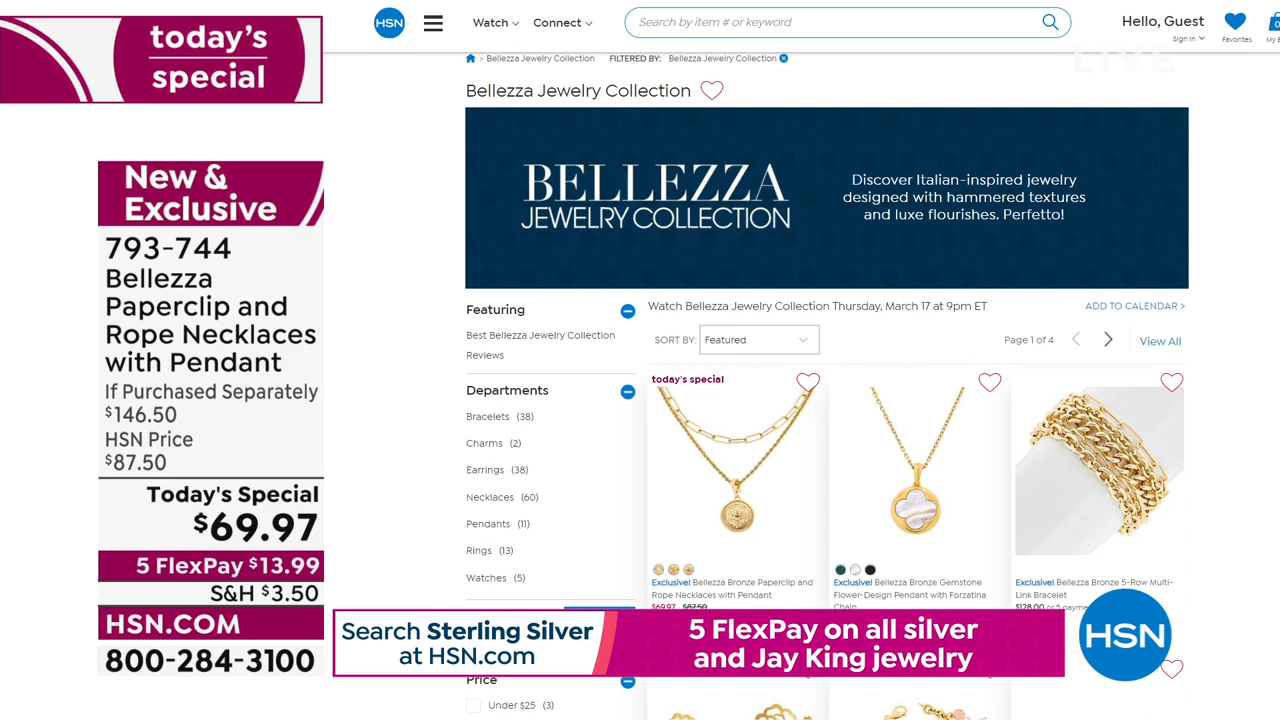 today's
special
New &
Exclusive
793-744
Bellezza
Paperclip and
Rope Necklaces
with Pendant
If Purchased Separately
$146.50
HSN Price
$87.50
Today's Special
$69.97
5 FlexPay $13.99
S&H $3.50
HSN.COM
800-284-3100
HSN
Watch
Connect
Search by item # or keyword
Hello, Guest
Sign In
Favorites
LIVE
> Bellezza Jewelry Collection
FILTERED BY: Bellezza Jewelry Collection
Bellezza Jewelry Collection
BELLEZZA
JEWELRY COLLECTION
Discover Italian-inspired jewelry
designed with hammered textures
and luxe flourishes. Perfetto!
Featuring
Best Bellezza Jewelry Collection
Reviews
Departments
Bracelets (38)
Charms (2)
Earrings (38)
Necklaces (60)
Pendants (11)
Rings (13)
Watches (5)
Price
Under $25 (3)
Watch Bellezza Jewelry Collection Thursday, March 17 at 9pm ET
ADD TO CALENDAR >
SORT BY: Featured
Page 1 of 4
View All
today's special
Exclusive! Bellezza Bronze Paperclip and
Rope Necklaces with Pendant
$69.97 $87.50
Exclusive! Bellezza Bronze Gemstone
Flower-Design Pendant with Forzatina
Chain
Exclusive! Bellezza Bronze 5-Row Multi-
Link Bracelet
$128.00 or 5
Search Sterling Silver
at HSN.com
5 FlexPay on all silver
and Jay King jewelry
HSN